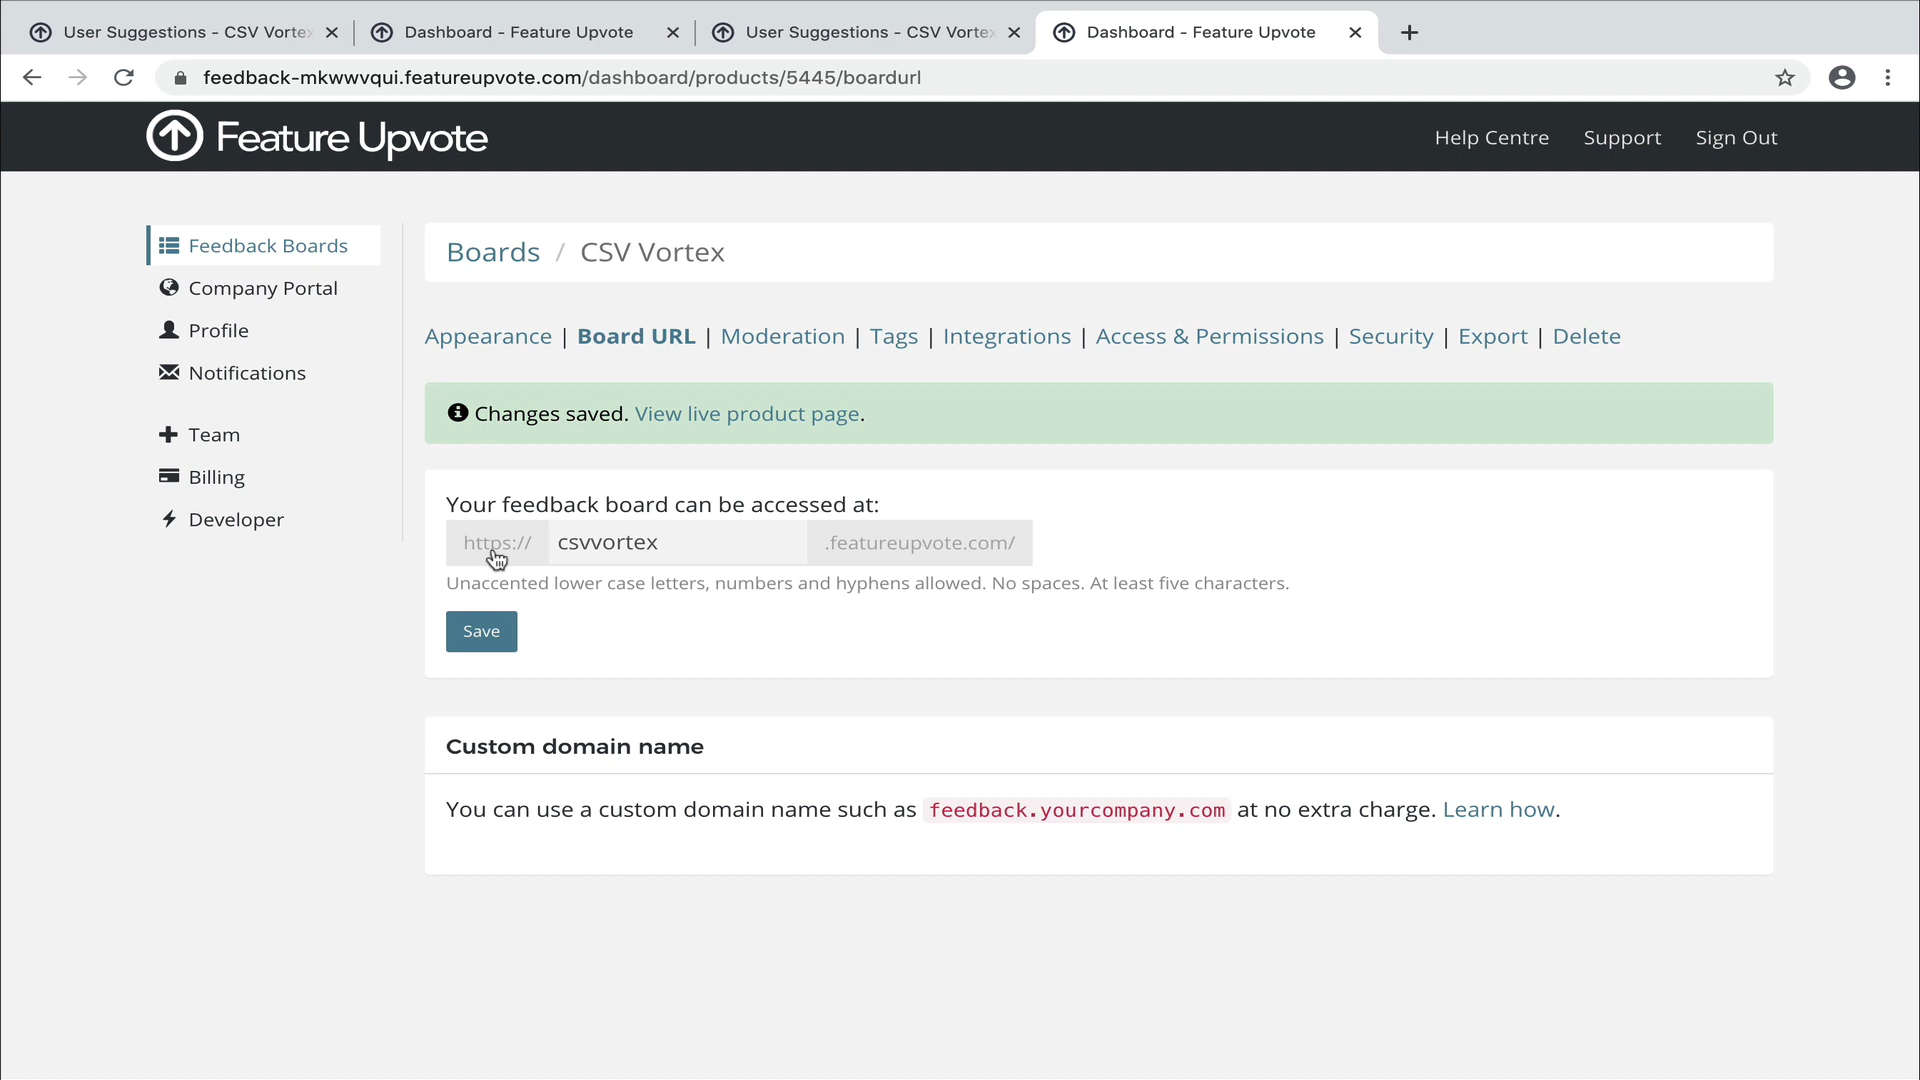 User Suggestions - CSV Vorte
Dashboard - Feature Upvote
User Suggestions - CSV Vorte
Dashboard - Feature Upvote
feedback-mkwwvqui.featureupvote.com/dashboard/products/5445/boardurl
Feature Upvote
Help Centre Support Sign Out
Feedback Boards
Company Portal
Profile
Notifications
Team
Billing
Developer
Boards / CSV Vortex
Appearance | Board URL | Moderation | Tags | Integrations | Access & Permissions | Security | Export | Delete
Changes saved. View live product page.
Your feedback board can be accessed at:
https:// csvvortex .featureupvote.com/
Unaccented lower case letters, numbers and hyphens allowed. No spaces. At least five characters.
Save
Custom domain name
You can use a custom domain name such as feedback.yourcompany.com at no extra charge. Learn how.